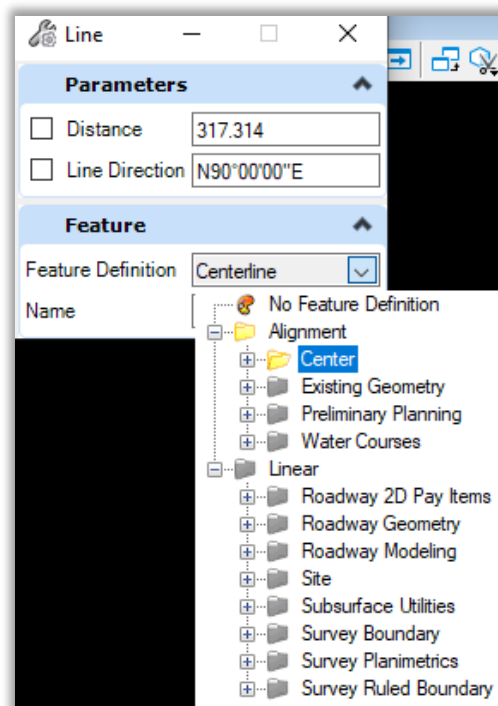 Line
Parameters
Distance 317.314
Line Direction N90°00'00"E
Feature
Feature Definition Centerline
Name
No Feature Definition
Alignment
Center
Existing Geometry
Preliminary Planning
Water Courses
Linear
Roadway 2D Pay Items
Roadway Geometry
Roadway Modeling
Site
Subsurface Utilities
Survey Boundary
Survey Planimetrics
Survey Ruled Boundary